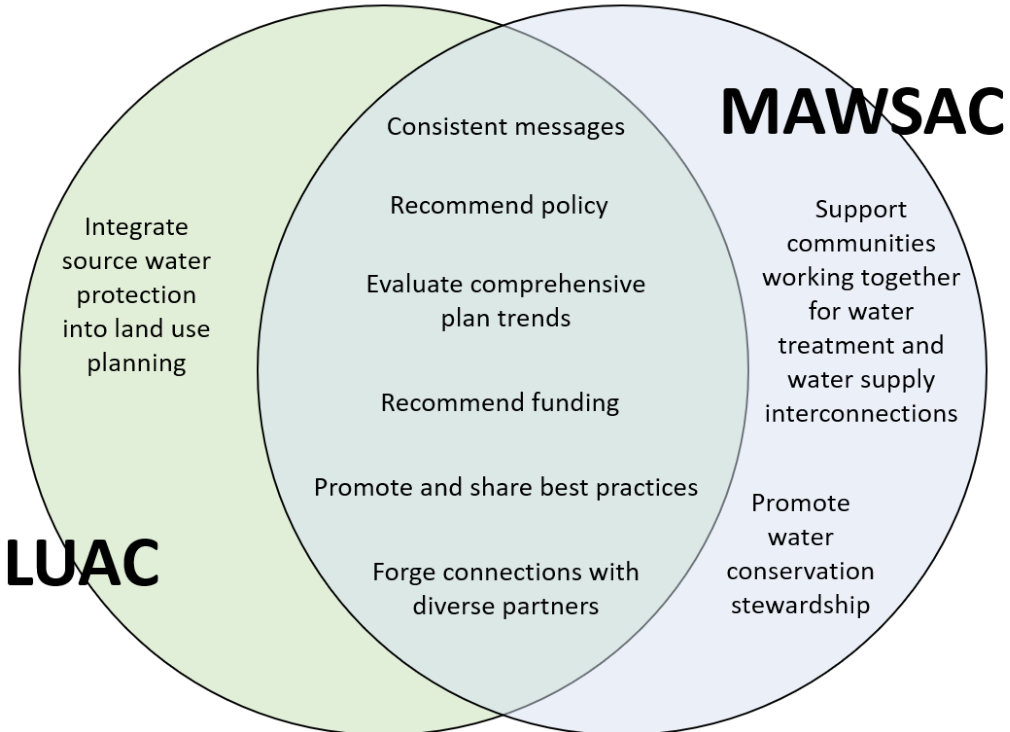 MAWSAC
Consistent messages
Recommend policy
Evaluate comprehensive
plan trends
Recommend funding
Promote and share best practices
Forge connections with
diverse partners
Integrate
source water
protection
into land use
planning
LUAC
Support
communities
working together
for water
treatment and
water supply
interconnections
Promote
water
conservation
stewardship